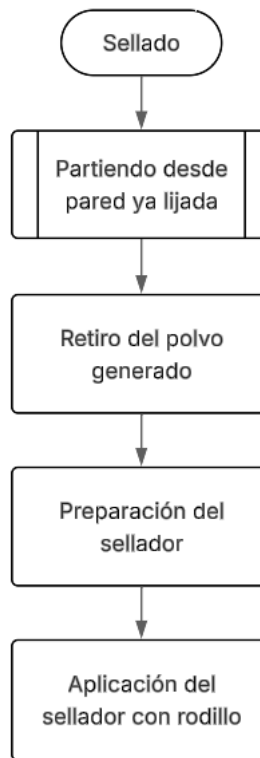 Sellado
Partiendo desde
pared ya lijada
Retiro del polvo
generado
Preparación del
sellador
Aplicación del
sellador con rodillo